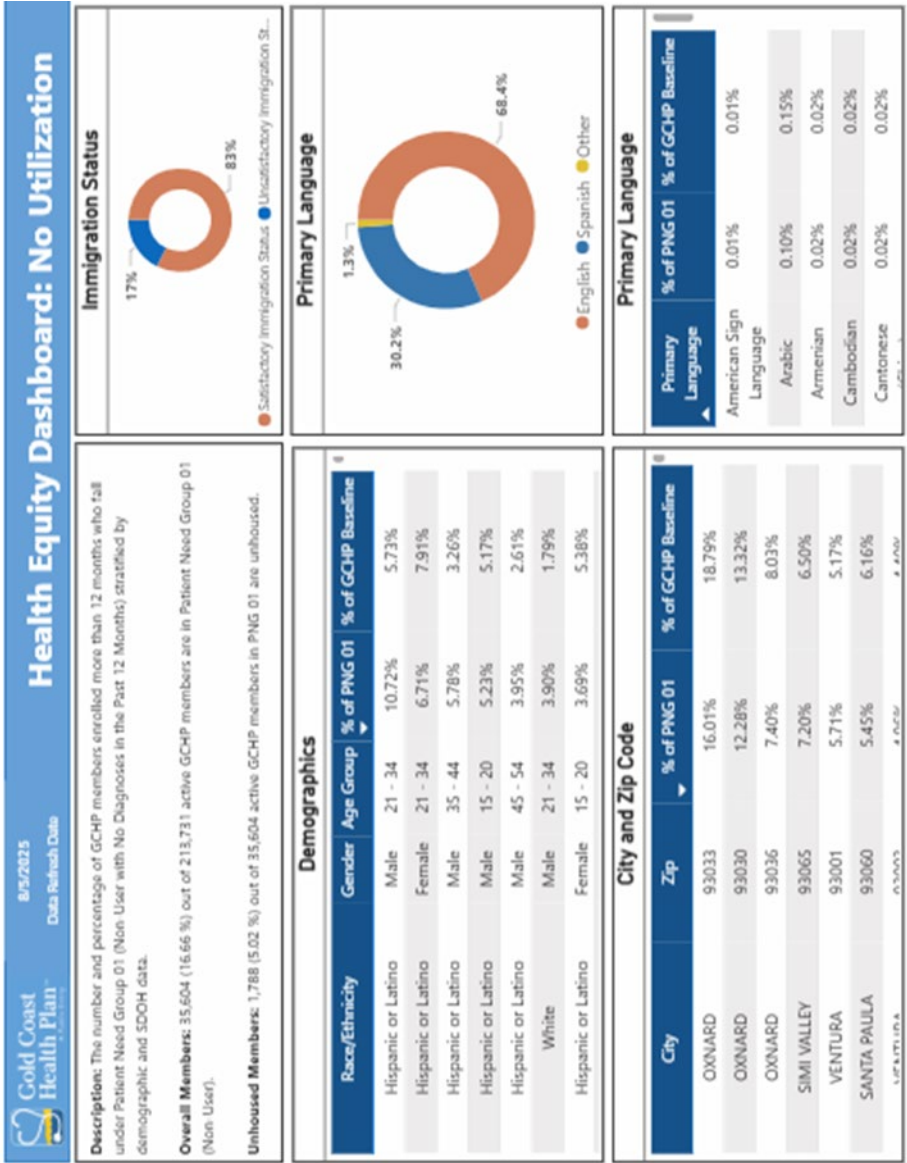 Gold Coast
Health Plan™
8/5/2025
Data Refresh Date
Health Equity Dashboard: No Utilization
Description: The number and percentage of GCHP members enrolled more than 12 months who fall
under Patient Need Group 01 (Non-User with No Diagnoses in the Past 12 Months) stratified by
demographic and SDOH data.
Overall Members: 35,604 (16.66 %) out of 213,731 active GCHP members are in Patient Need Group 01
(Non-User).
Unhoused Members: 1,788 (5.02 %) out of 35,604 active GCHP members in PNG 01 are unhoused.
Immigration Status
17%
83%
Satisfactory Immigration Status Unsatisfactory Immigration St...
Demographics
Race/Ethnicity Gender Age Group % of PNG 01 % of GCHP Baseline
Hispanic or Latino Male 21 - 34 10.72% 5.73%
Hispanic or Latino Female 21 - 34 6.71% 7.91%
Hispanic or Latino Male 35 - 44 5.78% 3.26%
Hispanic or Latino Male 15 - 20 5.23% 5.17%
Hispanic or Latino Male 45 - 54 3.95% 2.61%
White Male 21 - 34 3.90% 1.79%
Hispanic or Latino Female 15 - 20 3.69% 5.38%
Primary Language
1.3%
30.2%
68.4%
English Spanish Other
City and Zip Code
City Zip % of PNG 01 % of GCHP Baseline
OXNARD 93033 16.01% 18.79%
OXNARD 93030 12.28% 13.32%
OXNARD 93036 7.40% 8.03%
SIMI VALLEY 93065 7.20% 6.50%
VENTURA 93001 5.71% 5.17%
SANTA PAULA 93060 5.45% 6.16%
VENTURA
Primary Language
Primary
Language % of PNG 01 % of GCHP Baseline
American Sign
Language 0.01% 0.01%
Arabic 0.10% 0.15%
Armenian 0.02% 0.02%
Cambodian 0.02% 0.02%
Cantonese 0.02% 0.02%